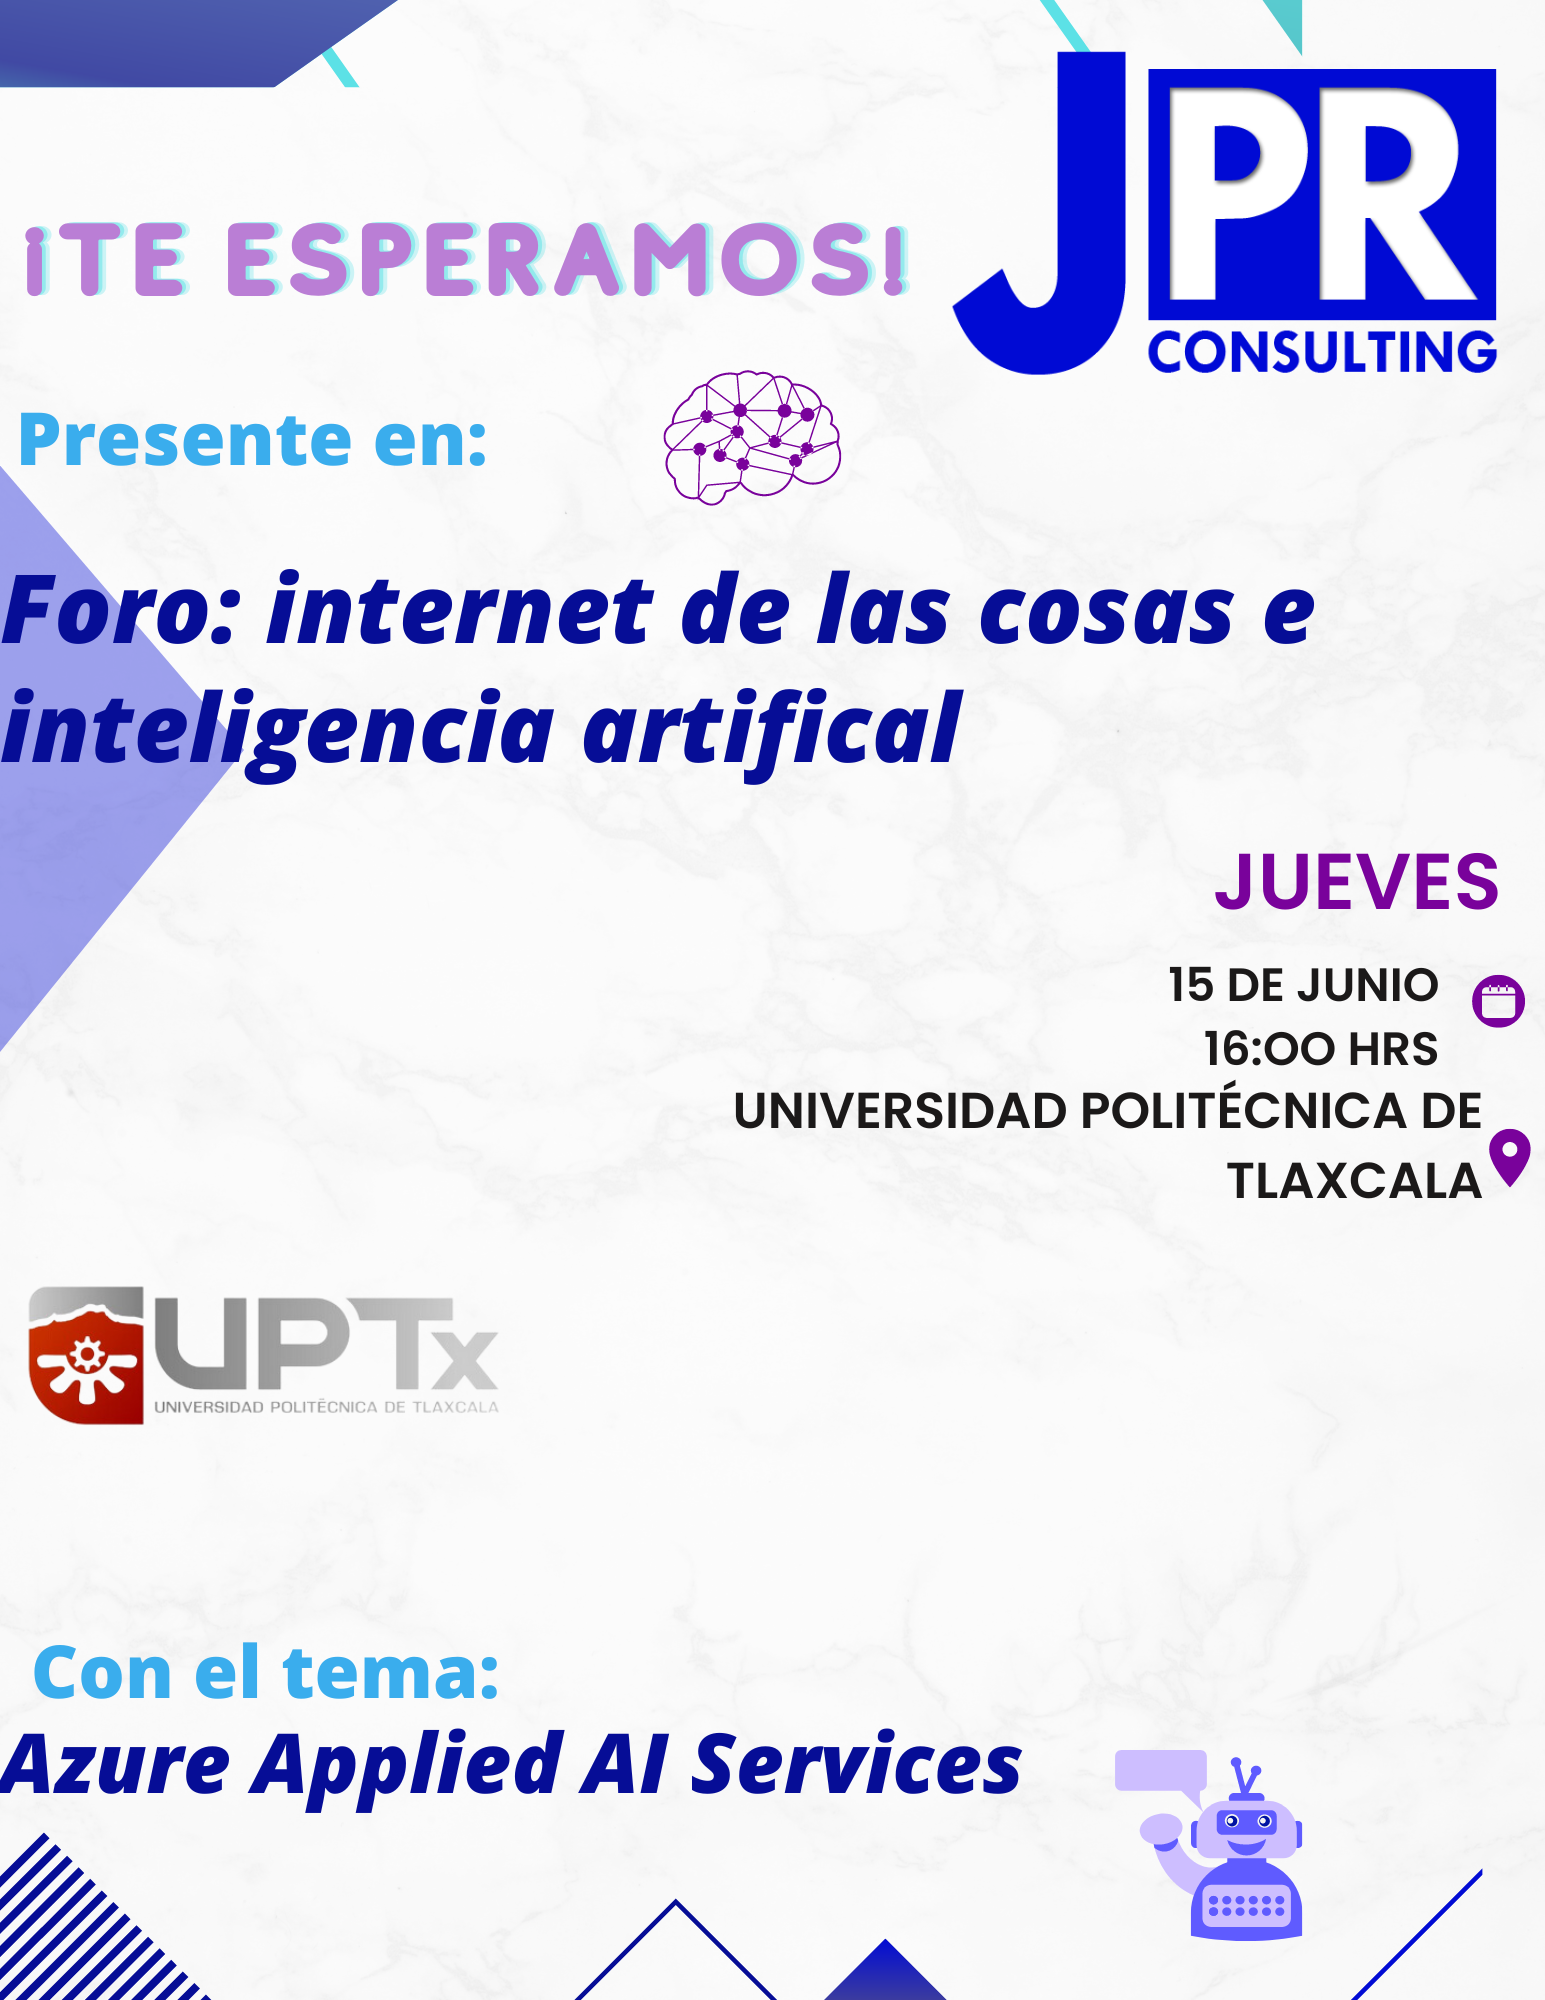 JPR
CONSULTING
¡TE ESPERAMOS!
Presente en:
Foro: internet de las cosas e
inteligencia artifical
JUEVES
15 DE JUNIO
16:OO HRS
UNIVERSIDAD POLITÉCNICA DE
TLAXCALA
UPTx
UNIVERSIDAD POLITÉCNICA DE TLAXCALA
Con el tema:
Azure Applied AI Services